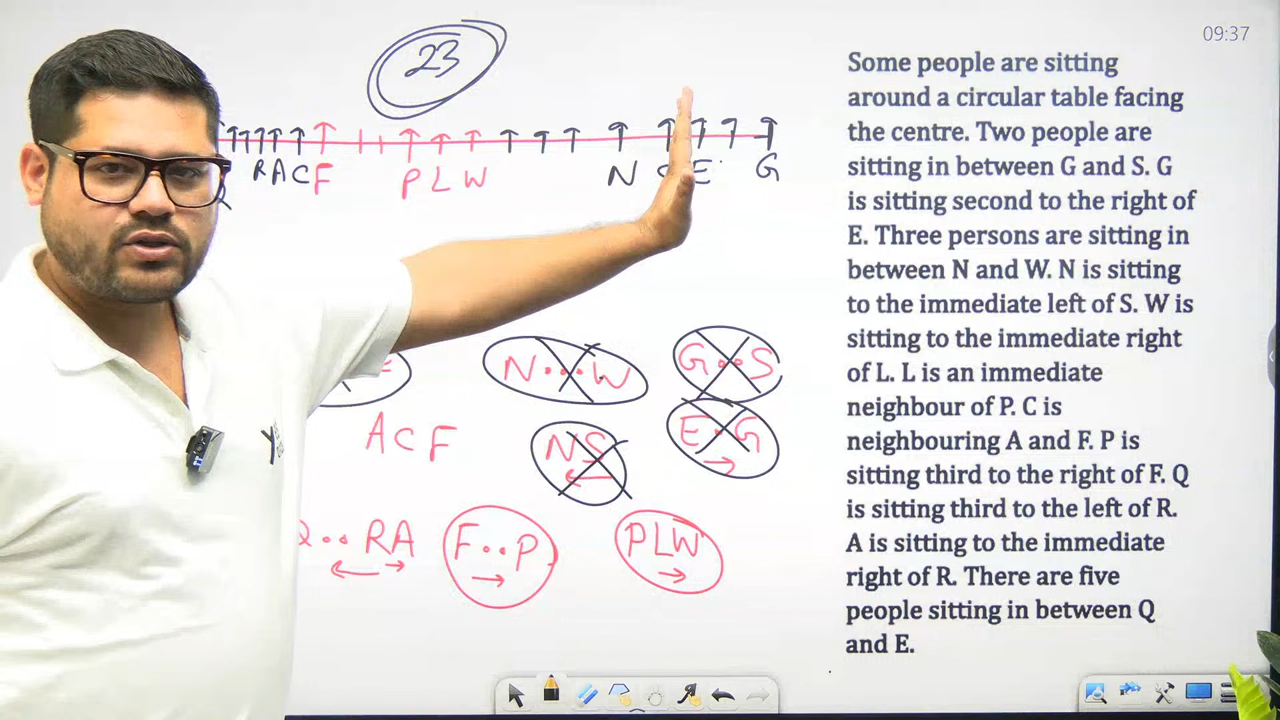 09:37
23
RACF PLW N E G
Some people are sitting
around a circular table facing
the centre. Two people are
sitting in between G and S. G
is sitting second to the right of
E. Three persons are sitting in
between N and W. N is sitting
to the immediate left of S. W is
sitting to the immediate right
of L. L is an immediate
neighbour of P. C is
neighbouring A and F. P is
sitting third to the right of F. Q
is sitting third to the left of R.
A is sitting to the immediate
right of R. There are five
people sitting in between Q
and E.
N...W G..S
ACF NS E.G
Q..RA F..P PLW